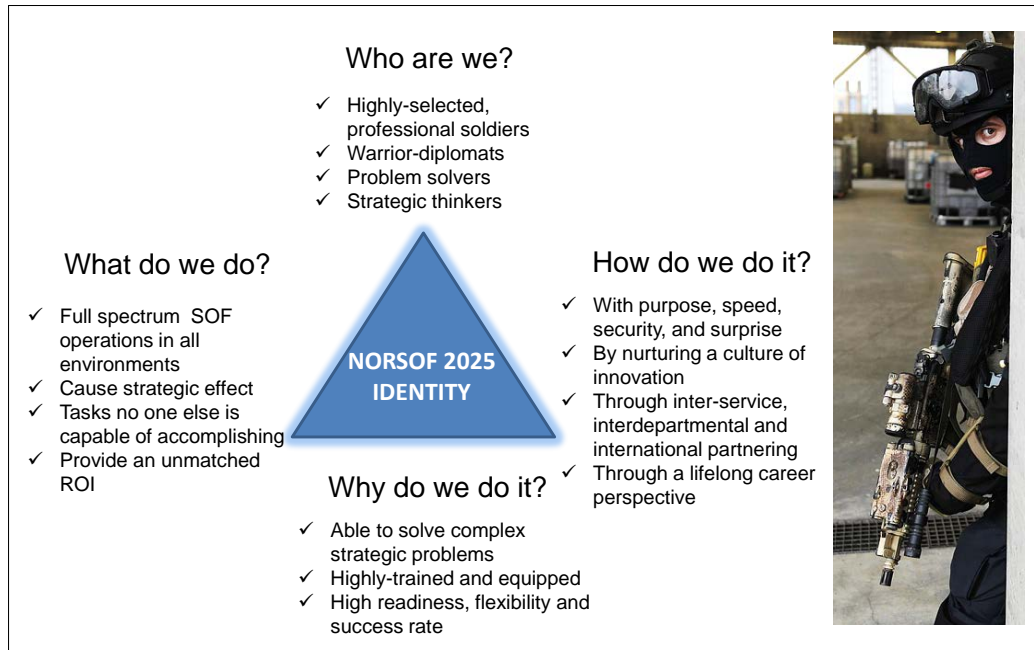 Who are we?
✓ Highly-selected,
professional soldiers
✓ Warrior-diplomats
✓ Problem solvers
✓ Strategic thinkers
What do we do?
✓ Full spectrum SOF
operations in all
environments
✓ Cause strategic effect
✓ Tasks no one else is
capable of accomplishing
✓ Provide an unmatched
ROI
NORSOF 2025
IDENTITY
How do we do it?
✓ With purpose, speed,
security, and surprise
✓ By nurturing a culture of
innovation
✓ Through inter-service,
interdepartmental and
international partnering
✓ Through a lifelong career
perspective
Why do we do it?
✓ Able to solve complex
strategic problems
✓ Highly-trained and equipped
✓ High readiness, flexibility and
success rate